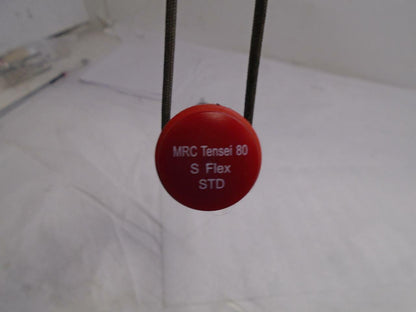 MRC Tensei 80
S Flex
STD